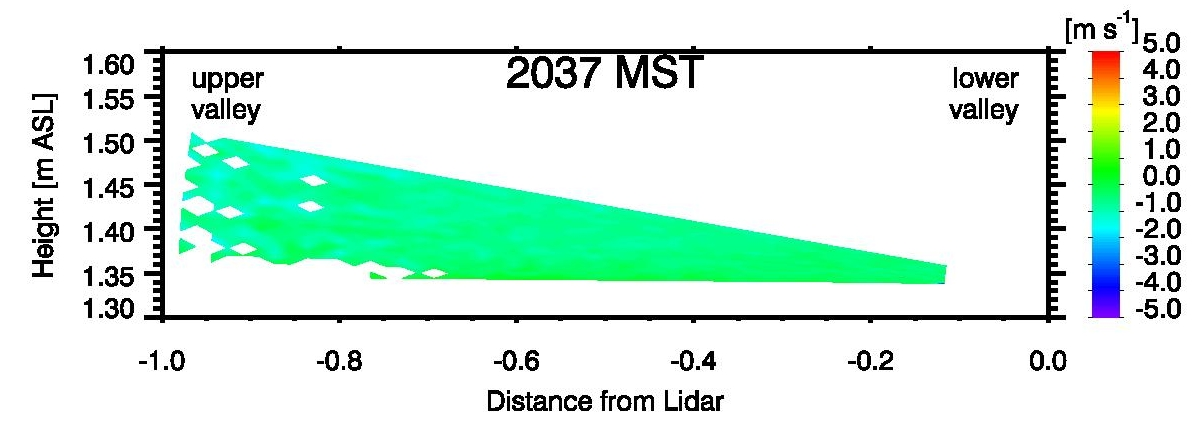 [m s⁻¹]
2037 MST
upper
valley
lower
valley
Height [m ASL]
1.60
1.55
1.50
1.45
1.40
1.35
1.30
-1.0 -0.8 -0.6 -0.4 -0.2 0.0
Distance from Lidar
5.0
4.0
3.0
2.0
1.0
0.0
-1.0
-2.0
-3.0
-4.0
-5.0